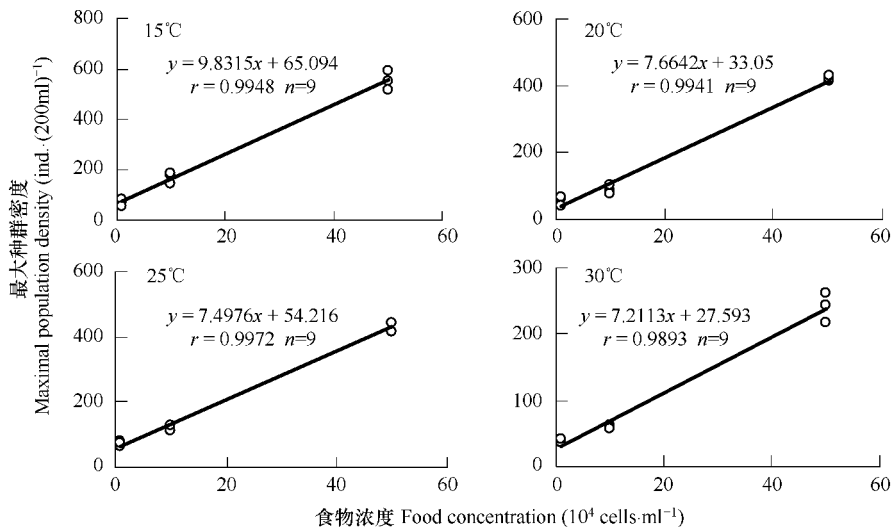 最大种群密度
Maximal population density (ind.·(200ml)⁻¹)
15℃
y = 9.8315x + 65.094
r = 0.9948 n=9
800
600
400
200
0
0 20 40 60
20℃
y = 7.6642x + 33.05
r = 0.9941 n=9
600
400
200
0
0 20 40 60
25℃
y = 7.4976x + 54.216
r = 0.9972 n=9
600
400
200
0
0 20 40 60
30℃
y = 7.2113x + 27.593
r = 0.9893 n=9
300
200
100
0
0 20 40 60
食物浓度 Food concentration (10⁴ cells·ml⁻¹)